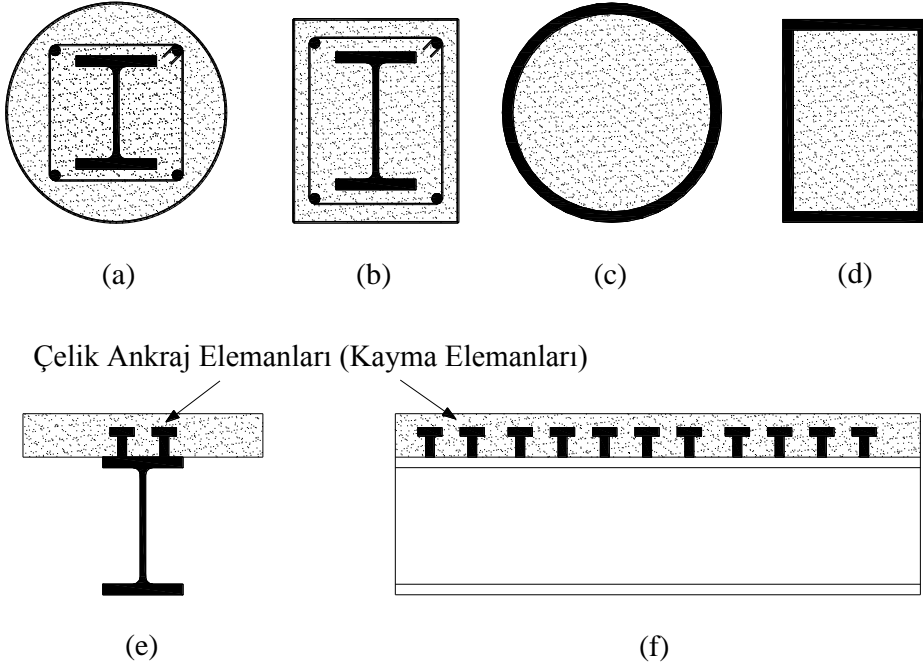 (a)
(b)
(c)
(d)
Çelik Ankraj Elemanları (Kayma Elemanları)
(e)
(f)